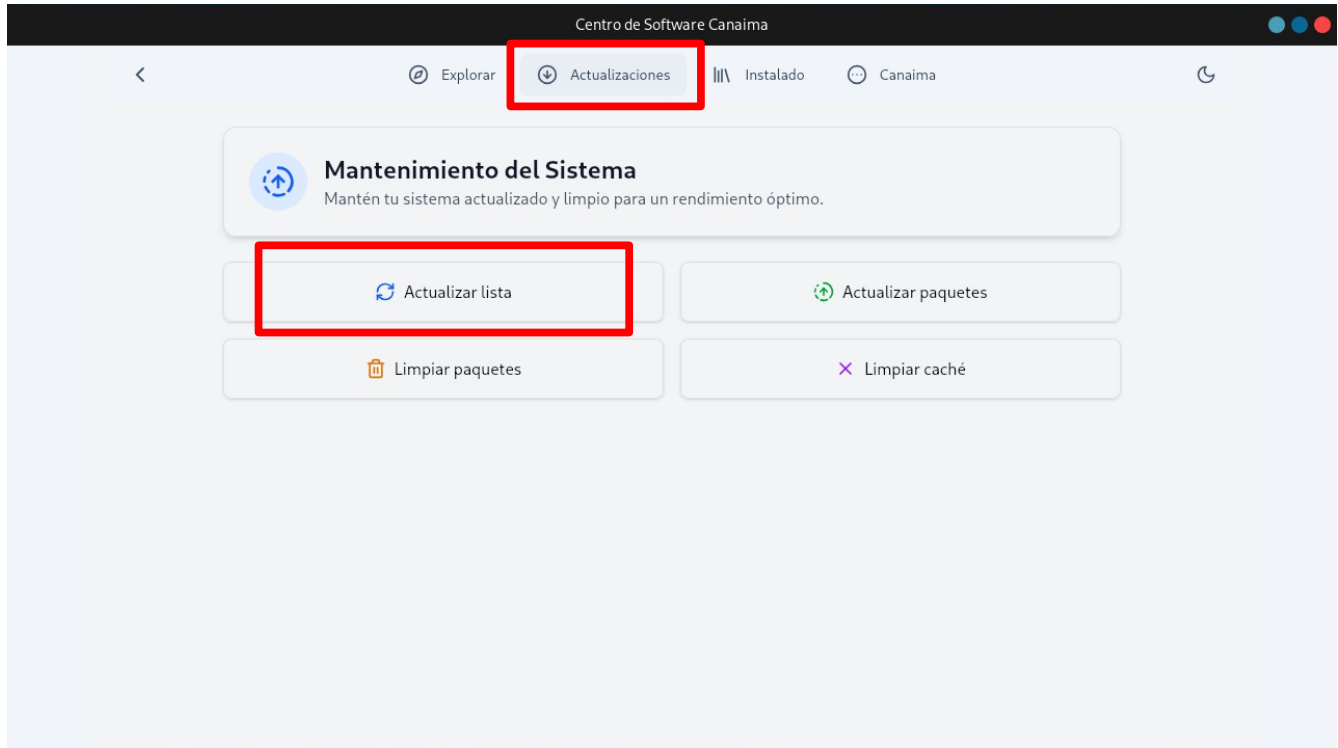 Centro de Software Canaima
Explorar
Actualizaciones
Instalado
Canaima
Mantenimiento del Sistema
Mantén tu sistema actualizado y limpio para un rendimiento óptimo.
Actualizar lista
Actualizar paquetes
Limpiar paquetes
Limpiar caché